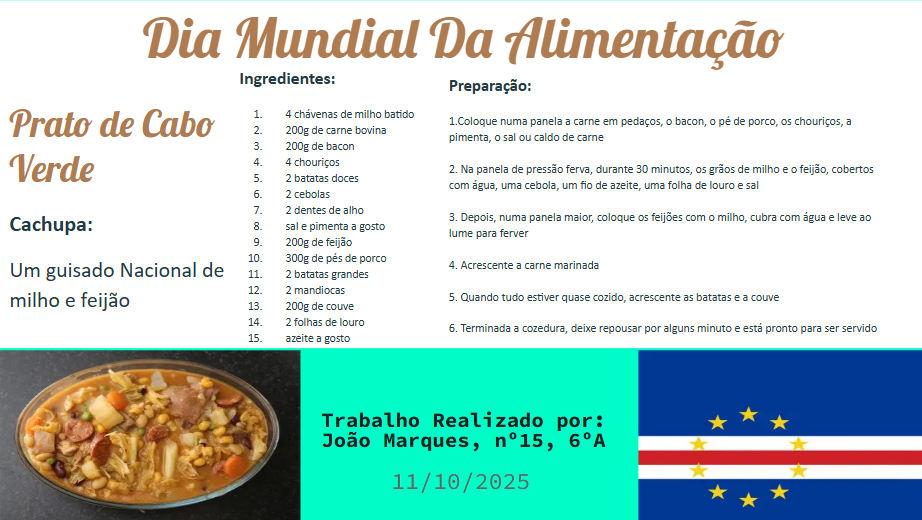 Dia Mundial Da Alimentação
Prato de Cabo
Verde
Cachupa:
Um guisado Nacional de
milho e feijão
Ingredientes:
1. 4 chávenas de milho batido
2. 200g de carne bovina
3. 200g de bacon
4. 4 chouriços
5. 2 batatas doces
6. 2 cebolas
7. 2 dentes de alho
8. sal e pimenta a gosto
9. 200g de feijão
10. 300g de pés de porco
11. 2 batatas grandes
12. 2 mandiocas
13. 200g de couve
14. 2 folhas de louro
15. azeite a gosto
Preparação:
1.Coloque numa panela a carne em pedaços, o bacon, o pé de porco, os chouriços, a
pimenta, o sal ou caldo de carne
2. Na panela de pressão ferva, durante 30 minutos, os grãos de milho e o feijão, cobertos
com água, uma cebola, um fio de azeite, uma folha de louro e sal
3. Depois, numa panela maior, coloque os feijões com o milho, cubra com água e leve ao
lume para ferver
4. Acrescente a carne marinada
5. Quando tudo estiver quase cozido, acrescente as batatas e a couve
6. Terminada a cozedura, deixe repousar por alguns minuto e está pronto para ser servido
Trabalho Realizado por:
João Marques, nº15, 6ºA
11/10/2025